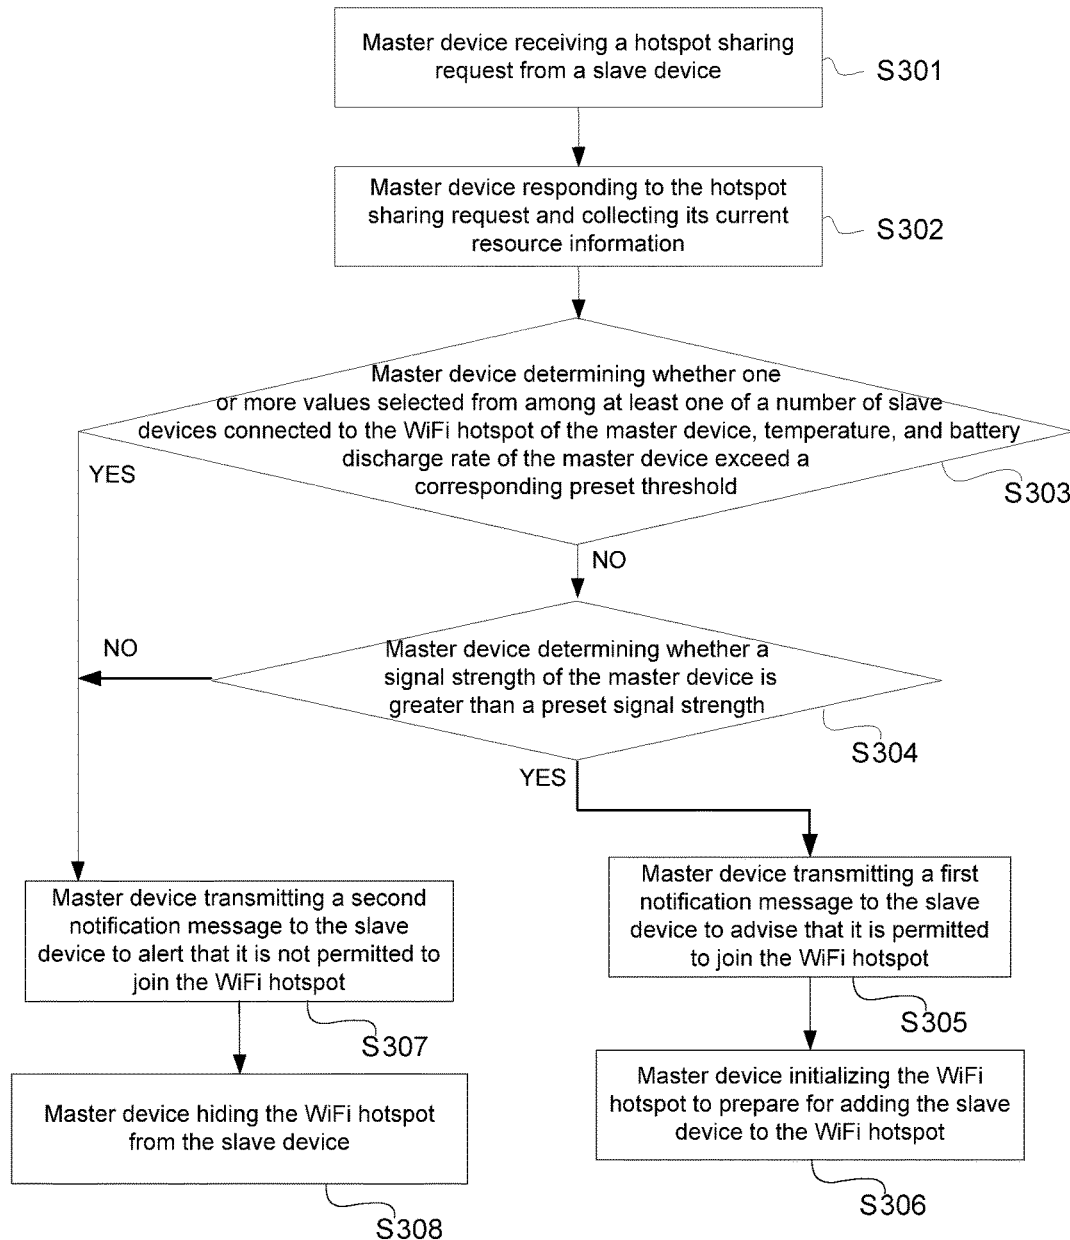 Master device receiving a hotspot sharing
request from a slave device
S301
Master device responding to the hotspot
sharing request and collecting its current
resource information
S302
Master device determining whether one
or more values selected from among at least one of a number of slave
devices connected to the WiFi hotspot of the master device, temperature, and battery
discharge rate of the master device exceed a
corresponding preset threshold
YES
S303
NO
NO
Master device determining whether a
signal strength of the master device is
greater than a preset signal strength
S304
YES
Master device transmitting a second
notification message to the slave
device to alert that it is not permitted to
join the WiFi hotspot
S307
Master device transmitting a first
notification message to the slave
device to advise that it is permitted
to join the WiFi hotspot
S305
Master device hiding the WiFi hotspot
from the slave device
S308
Master device initializing the WiFi
hotspot to prepare for adding the slave
device to the WiFi hotspot
S306